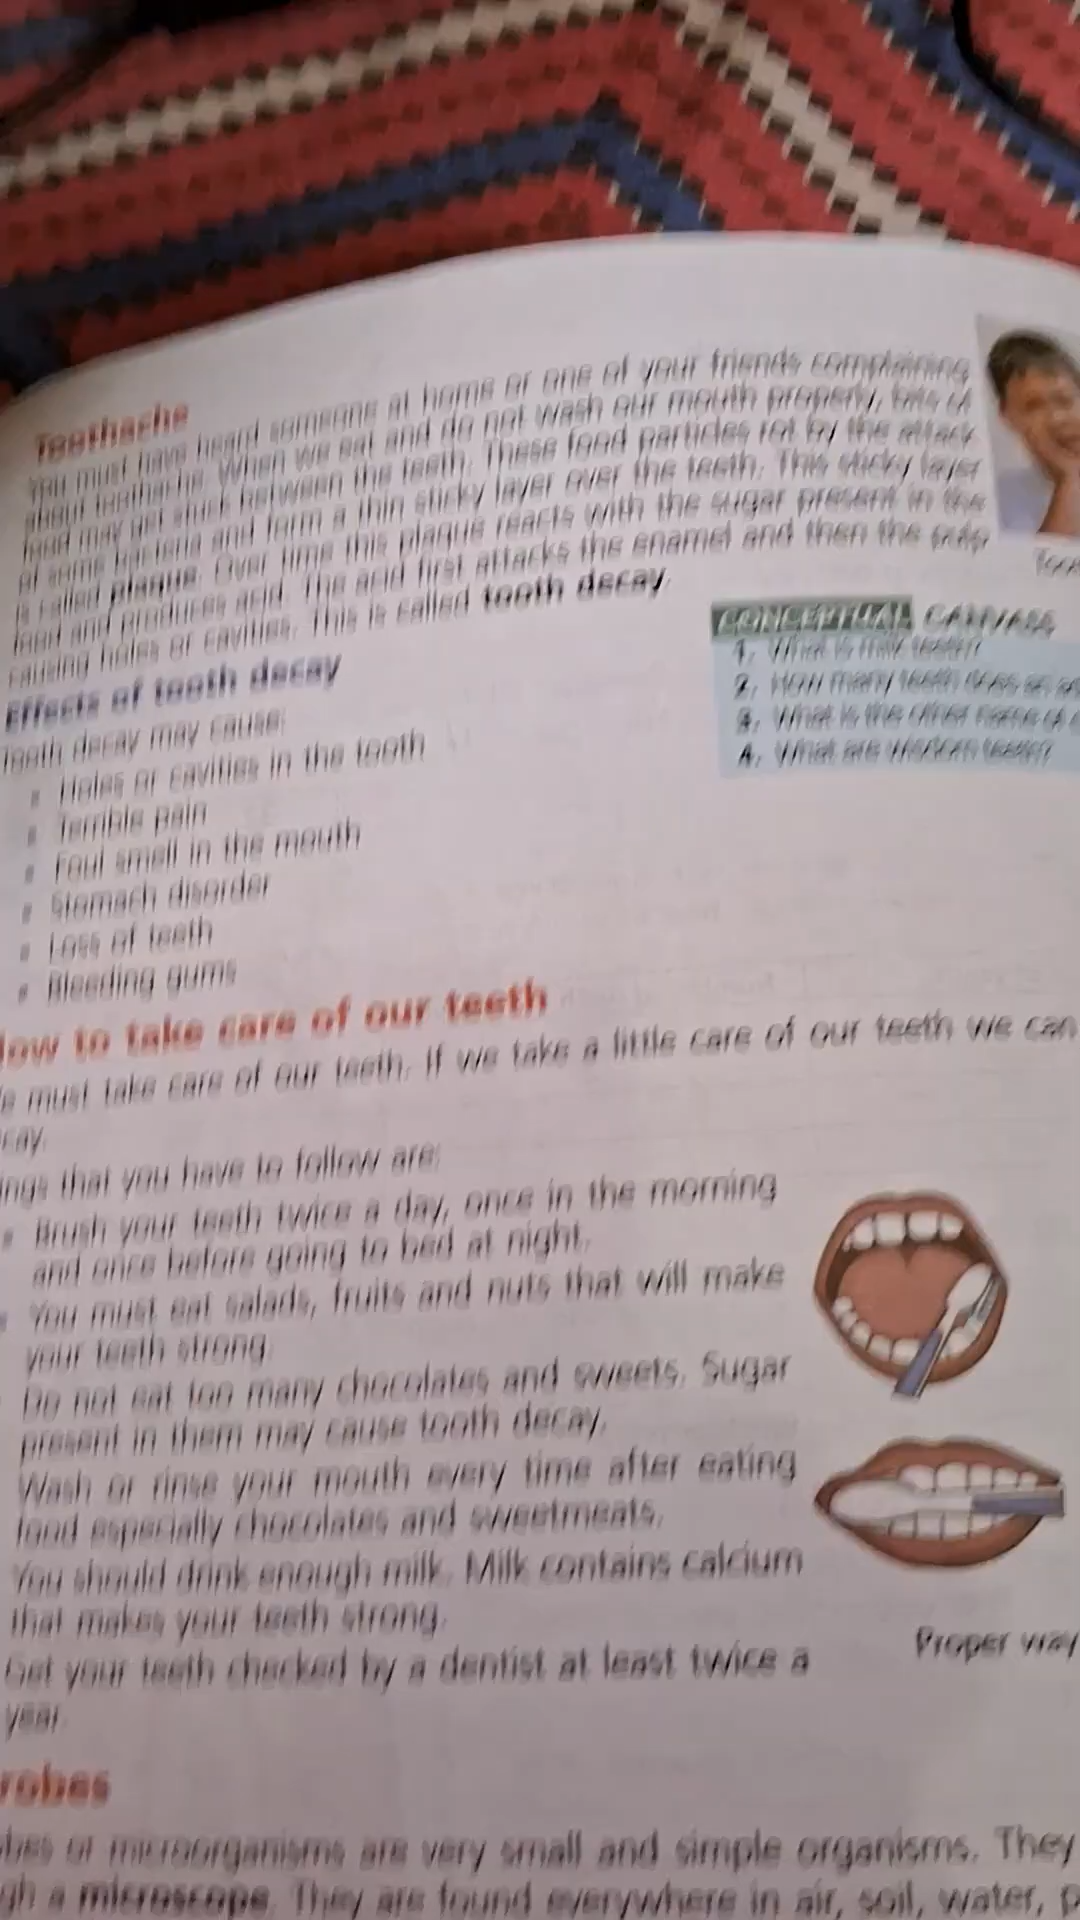 Toothache
You must have heard someone at home or one of your friends complaining
about toothache. When we eat and do not wash our mouth properly, bits of
food may get stuck between the teeth. These food particles rot by the attack
of some bacteria and form a thin sticky layer over the teeth. This sticky layer
is called plaque. Over time this plaque reacts with the sugar present in the
food and produces acid. The acid first attacks the enamel and then the pulp
causing holes or cavities. This is called tooth decay.
CONCEPTUAL CANVASS
1. What is milk teeth?
2. How many teeth does an
3. What is the other name of
4. What are wisdom teeth?
Effects of tooth decay
Tooth decay may cause:
Holes or cavities in the tooth
Terrible pain
Foul smell in the mouth
Stomach disorder
Loss of teeth
Bleeding gums
ow to take care of our teeth
e must take care of our teeth. If we take a little care of our teeth we can
cay.
ings that you have to follow are:
Brush your teeth twice a day, once in the morning
and once before going to bed at night.
You must eat salads, fruits and nuts that will make
your teeth strong.
Do not eat too many chocolates and sweets. Sugar
present in them may cause tooth decay.
Wash or rinse your mouth every time after eating
food especially chocolates and sweetmeats.
You should drink enough milk. Milk contains calcium
that makes your teeth strong.
Get your teeth checked by a dentist at least twice a
year.
Proper way
robes
bes or microorganisms are very small and simple organisms. They
gh a microscope. They are found everywhere in air, soil, water, p